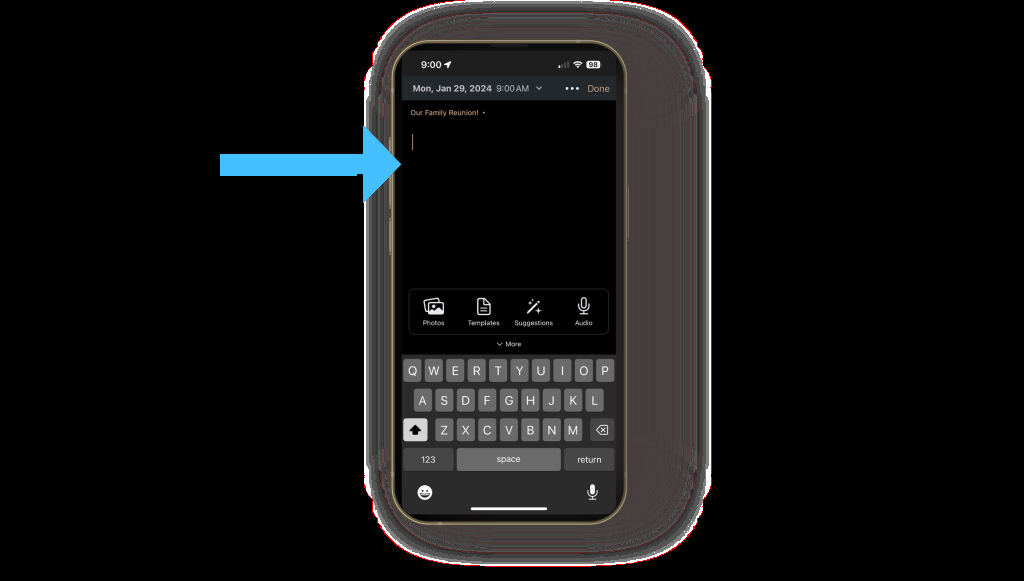 9:00 98
Mon, Jan 29, 2024 9:00 AM ••• Done
Our Family Reunion! •
Photos Templates Suggestions Audio
More
Q W E R T Y U I O P
A S D F G H J K L
Z X C V B N M
123 space return